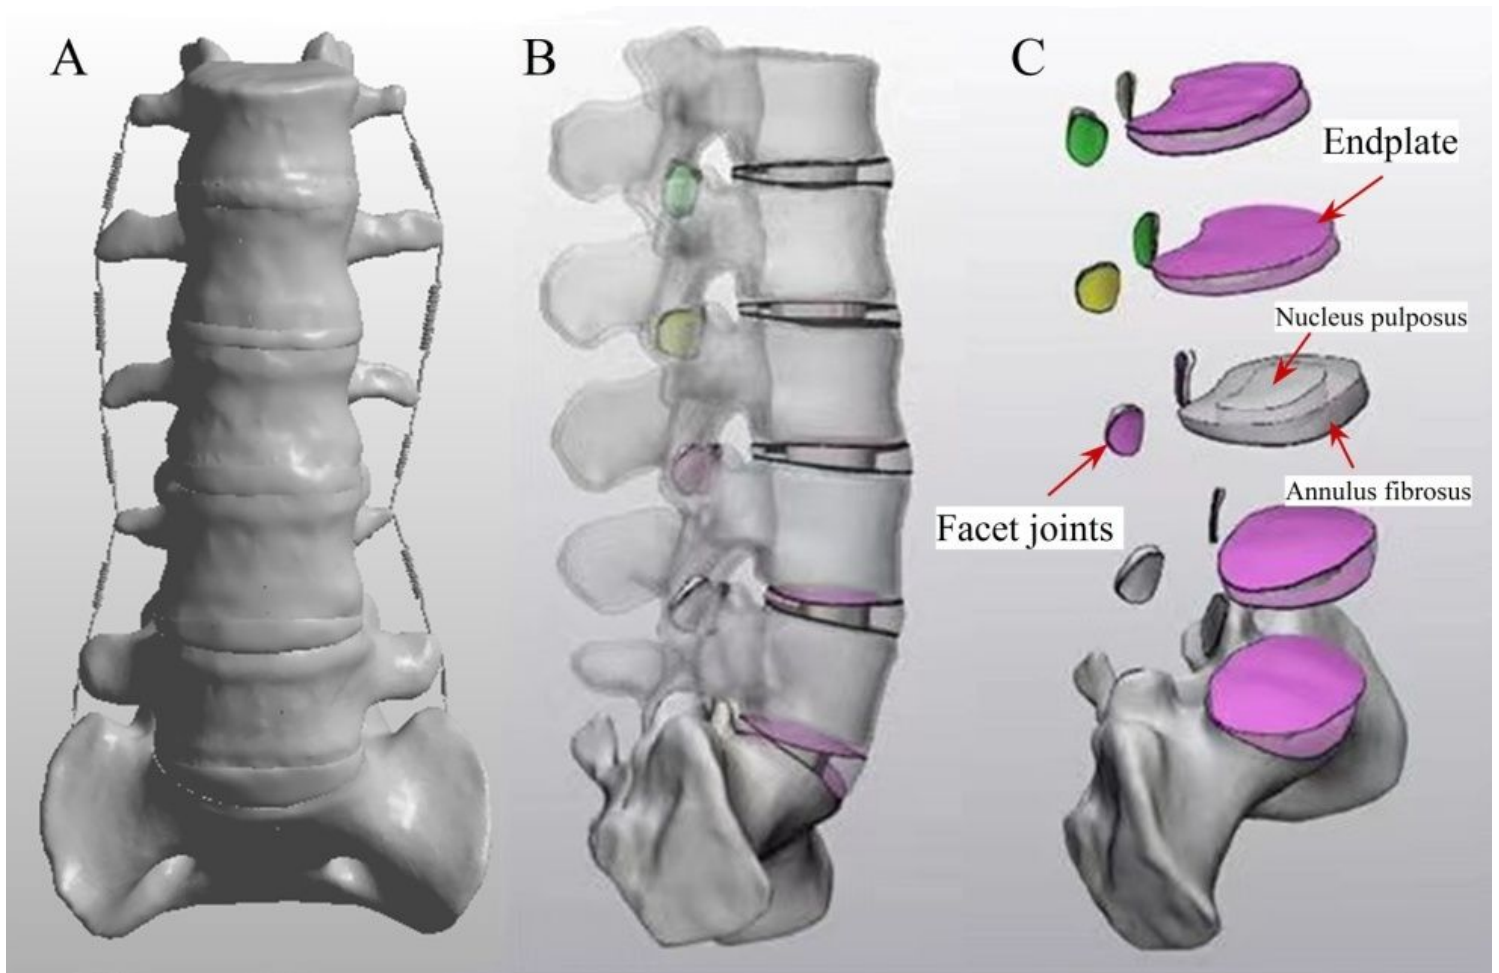 A
B
C
Endplate
Nucleus pulposus
Annulus fibrosus
Facet joints